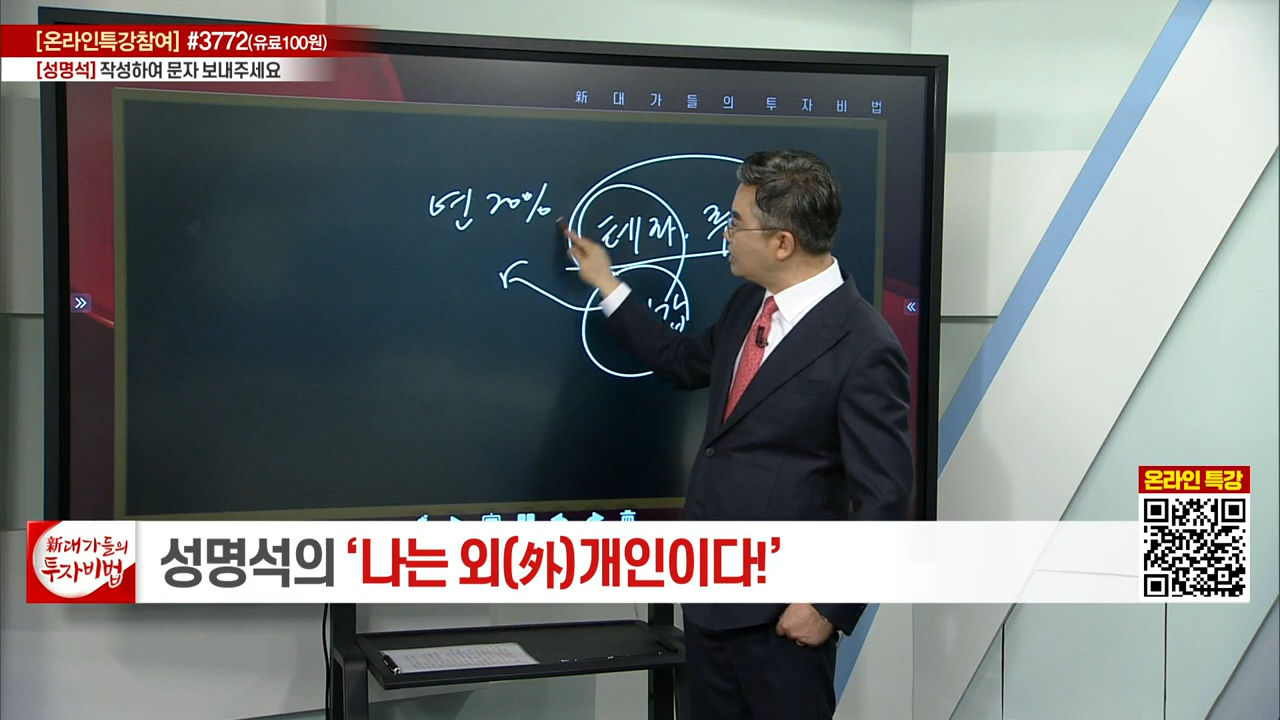 [온라인특강참여] #3772(유료100원)
[성명석] 작성하여 문자 보내주세요
新 대 가 들 의 투 자 비 법
연 20%
테 자.
온라인 특강
新대가들의
투자비법
성명석의 ‘나는 외(外)개인이다!’